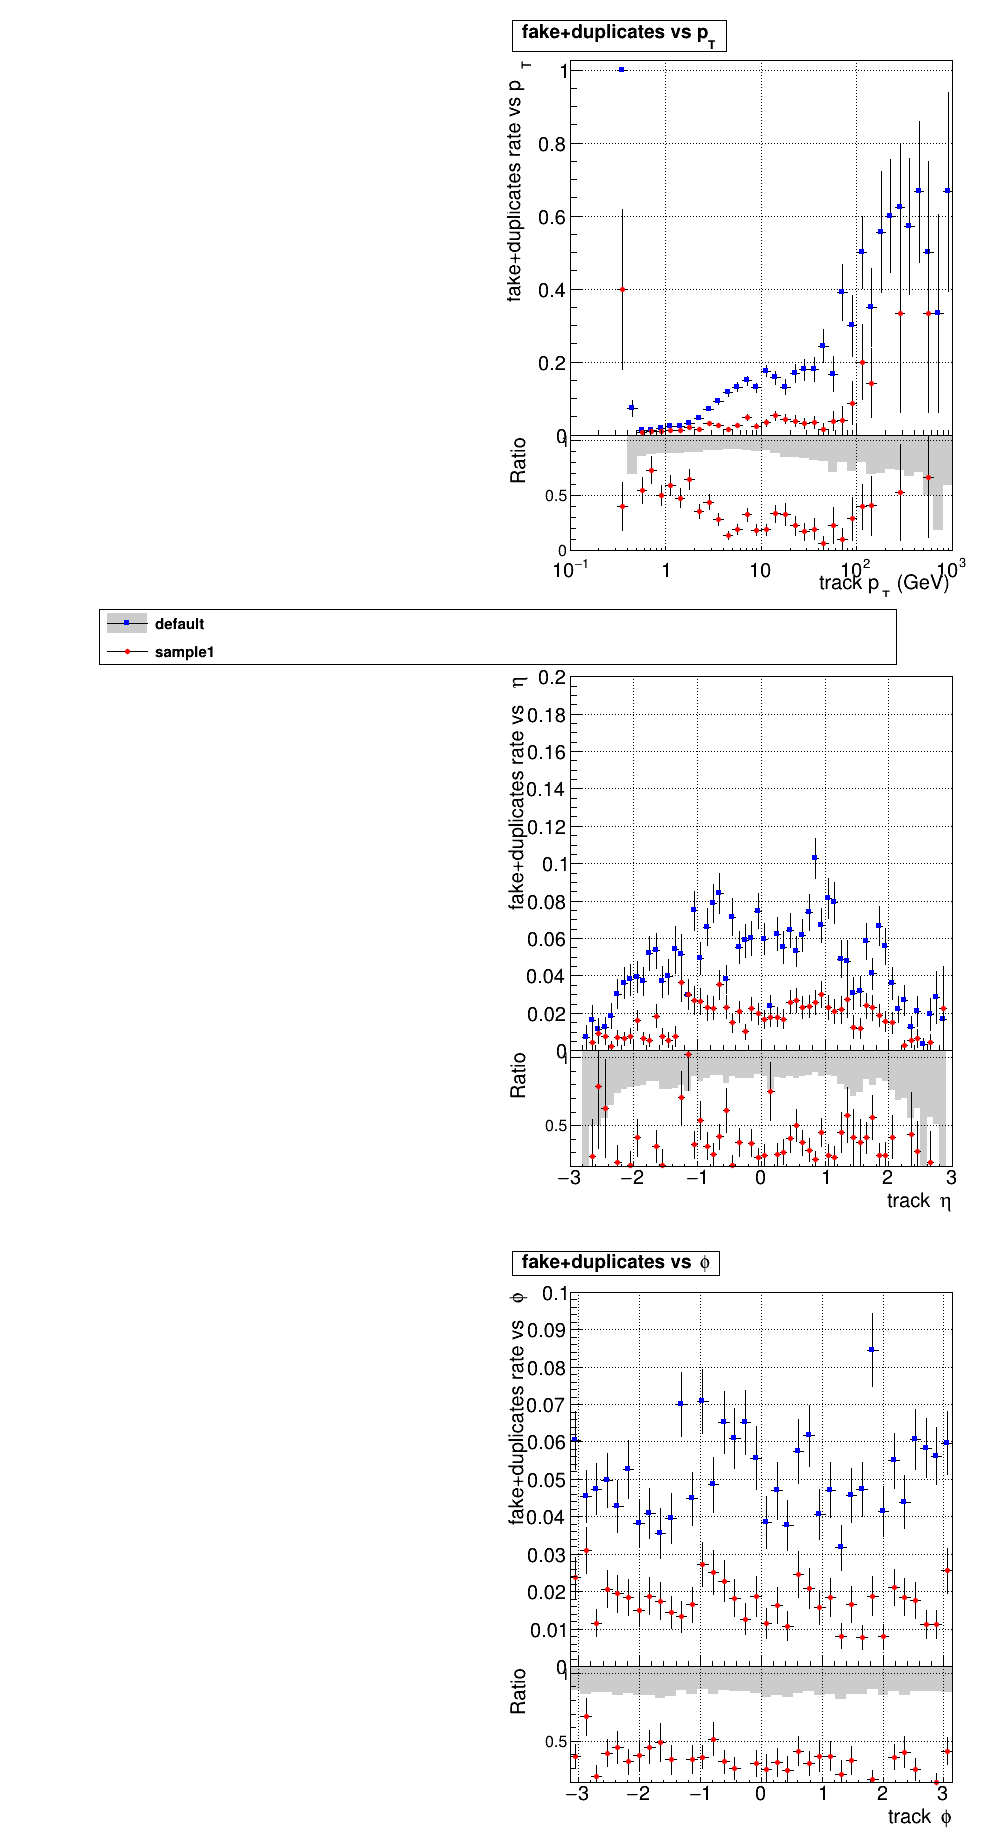 fake+duplicates vs p_T
fake+duplicates rate vs p_T
1
0.8
0.6
0.4
0.2
0
Ratio
1
0.5
0
10^−1
1
10
10^2
10^3
track p_T (GeV)
default
sample1
fake+duplicates rate vs η
0.2
0.18
0.16
0.14
0.12
0.1
0.08
0.06
0.04
0.02
0
Ratio
1
0.5
−3 −2 −1 0 1 2 3
track η
fake+duplicates vs ϕ
fake+duplicates rate vs ϕ
0.1
0.09
0.08
0.07
0.06
0.05
0.04
0.03
0.02
0.01
0
Ratio
1
0.5
−3 −2 −1 0 1 2 3
track ϕ